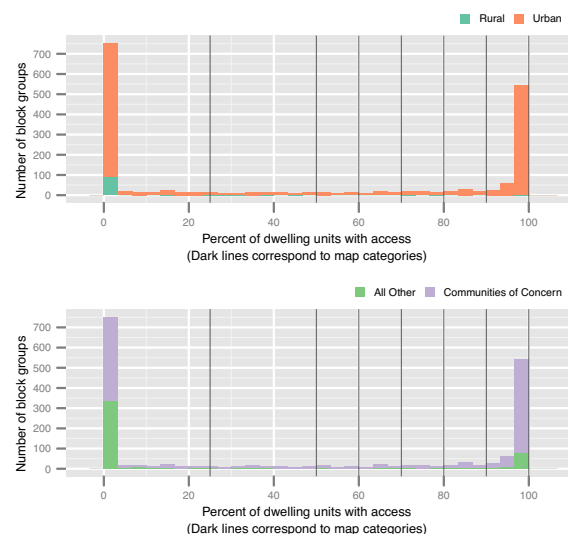 Rural Urban
Number of block groups
700
600
500
400
300
200
100
0
0 20 40 60 80 100
Percent of dwelling units with access
(Dark lines correspond to map categories)
All Other Communities of Concern
Number of block groups
700
600
500
400
300
200
100
0
0 20 40 60 80 100
Percent of dwelling units with access
(Dark lines correspond to map categories)